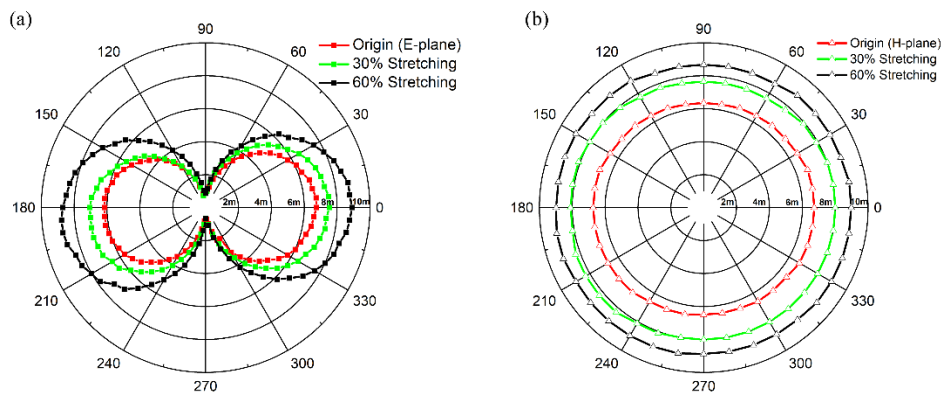 (a)
90
120
60
150
30
180
0
210
330
240
300
270
2m 4m 6m 8m 10m
Origin (E-plane)
30% Stretching
60% Stretching
(b)
90
120
60
150
30
180
0
210
330
240
300
270
2m 4m 6m 8m 10m
Origin (H-plane)
30% Stretching
60% Stretching